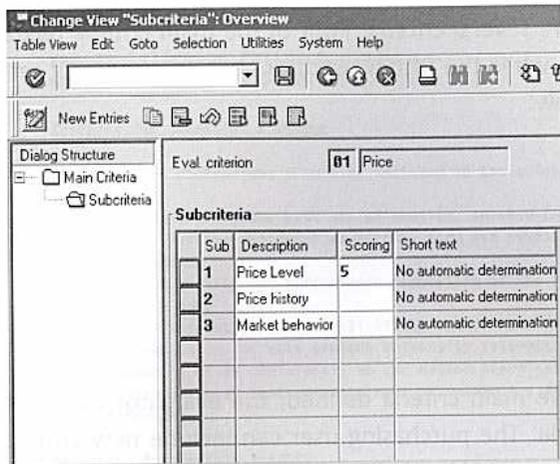 Change View "Subcriteria": Overview
Table View Edit Goto Selection Utilities System Help
New Entries
Dialog Structure
Main Criteria
Subcriteria
Eval. criterion 01 Price
Subcriteria
Sub Description Scoring Short text
1 Price Level 5 No automatic determination
2 Price history No automatic determination
3 Market behavior No automatic determination